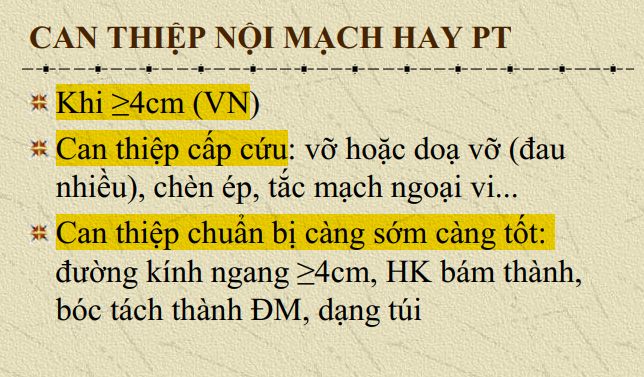 CAN THIỆP NỘI MẠCH HAY PT
Khi ≥4cm (VN)
Can thiệp cấp cứu: vỡ hoặc doạ vỡ (đau
nhiều), chèn ép, tắc mạch ngoại vi...
Can thiệp chuẩn bị càng sớm càng tốt:
đường kính ngang ≥4cm, HK bám thành,
bóc tách thành ĐM, dạng túi